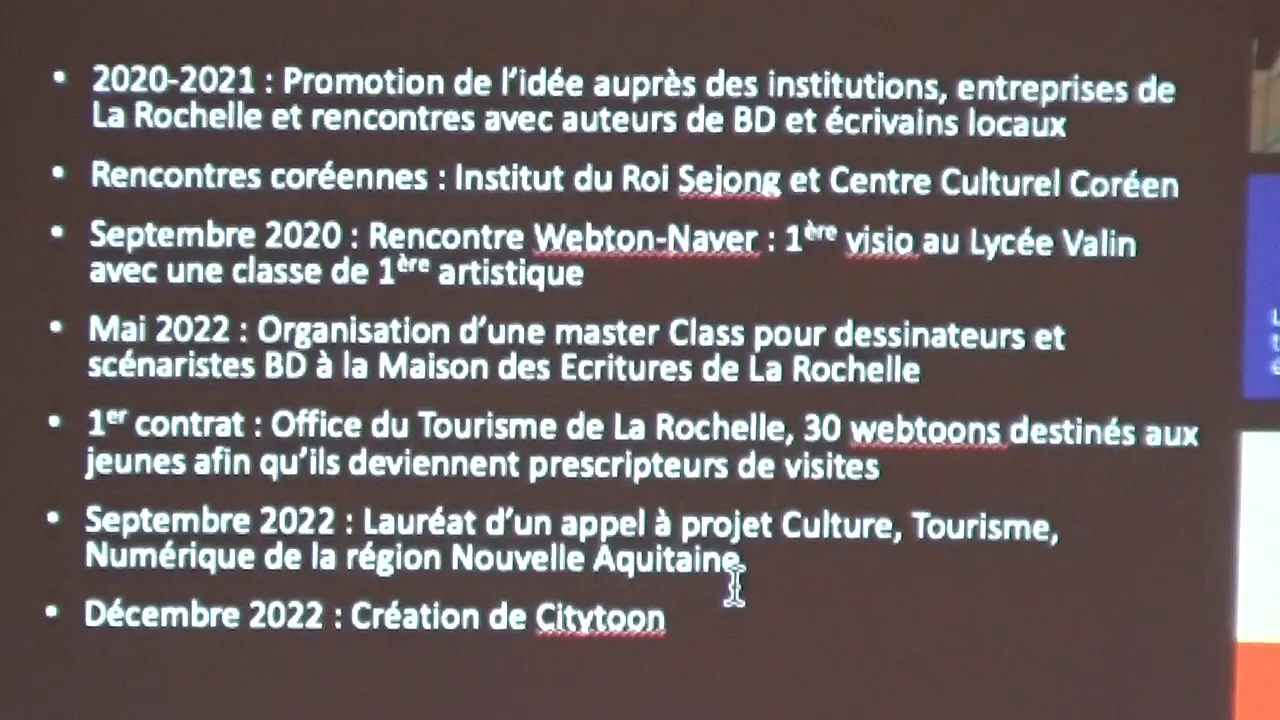 • 2020-2021 : Promotion de l'idée auprès des institutions, entreprises de
La Rochelle et rencontres avec auteurs de BD et écrivains locaux
• Rencontres coréennes : Institut du Roi Sejong et Centre Culturel Coréen
• Septembre 2020 : Rencontre Webton-Naver : 1ère visio au Lycée Valin
avec une classe de 1ère artistique
• Mai 2022 : Organisation d'une master Class pour dessinateurs et
scénaristes BD à la Maison des Ecritures de La Rochelle
• 1er contrat : Office du Tourisme de La Rochelle, 30 webtoons destinés aux
jeunes afin qu'ils deviennent prescripteurs de visites
• Septembre 2022 : Lauréat d'un appel à projet Culture, Tourisme,
Numérique de la région Nouvelle Aquitaine
• Décembre 2022 : Création de Citytoon